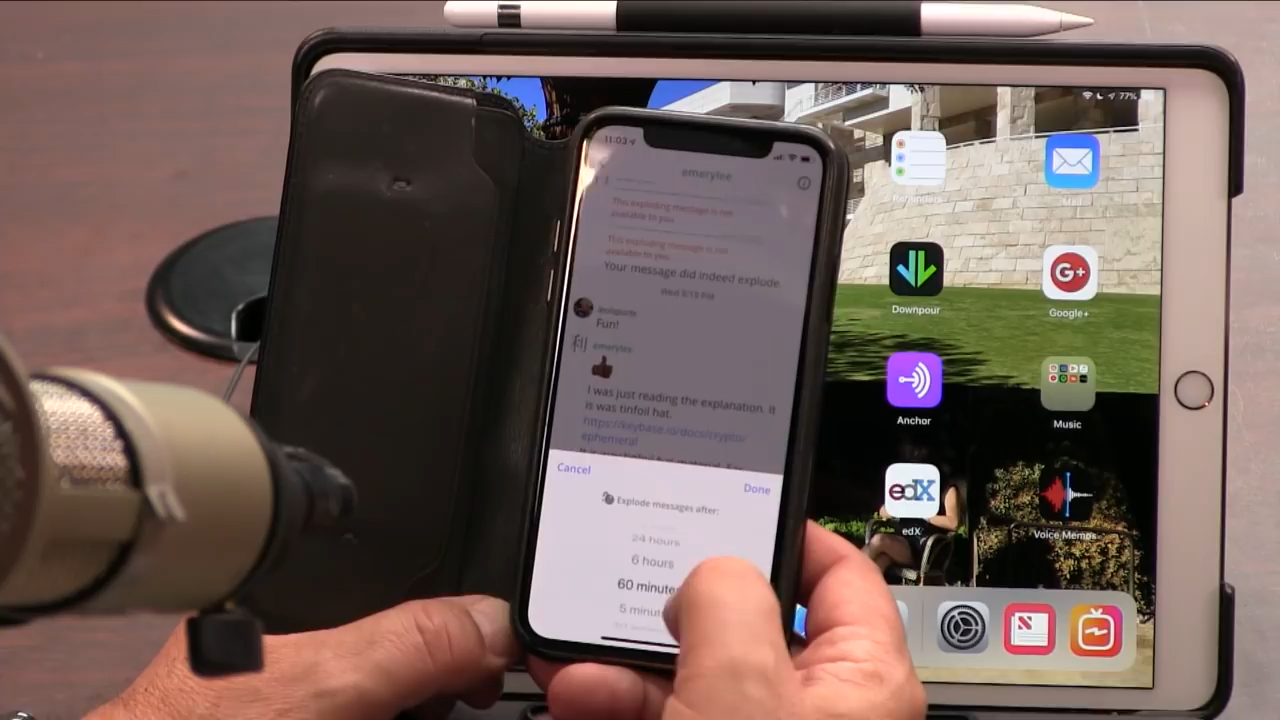 77%
11:03
emerylee
This exploding message is not
available to you.
This exploding message is not
available to you.
Your message did indeed explode.
Wed 8:19 PM
Fun!
emerylee
I was just reading the explanation. It
is was tinfoil hat.
https://keybase.io/docs/crypto/
ephemeral
Cancel
Done
Explode messages after:
24 hours
6 hours
60 minutes
5 minut
Reminders
Mail
Downpour
G+
Google+
Anchor
Music
edX
edX
Voice Memos